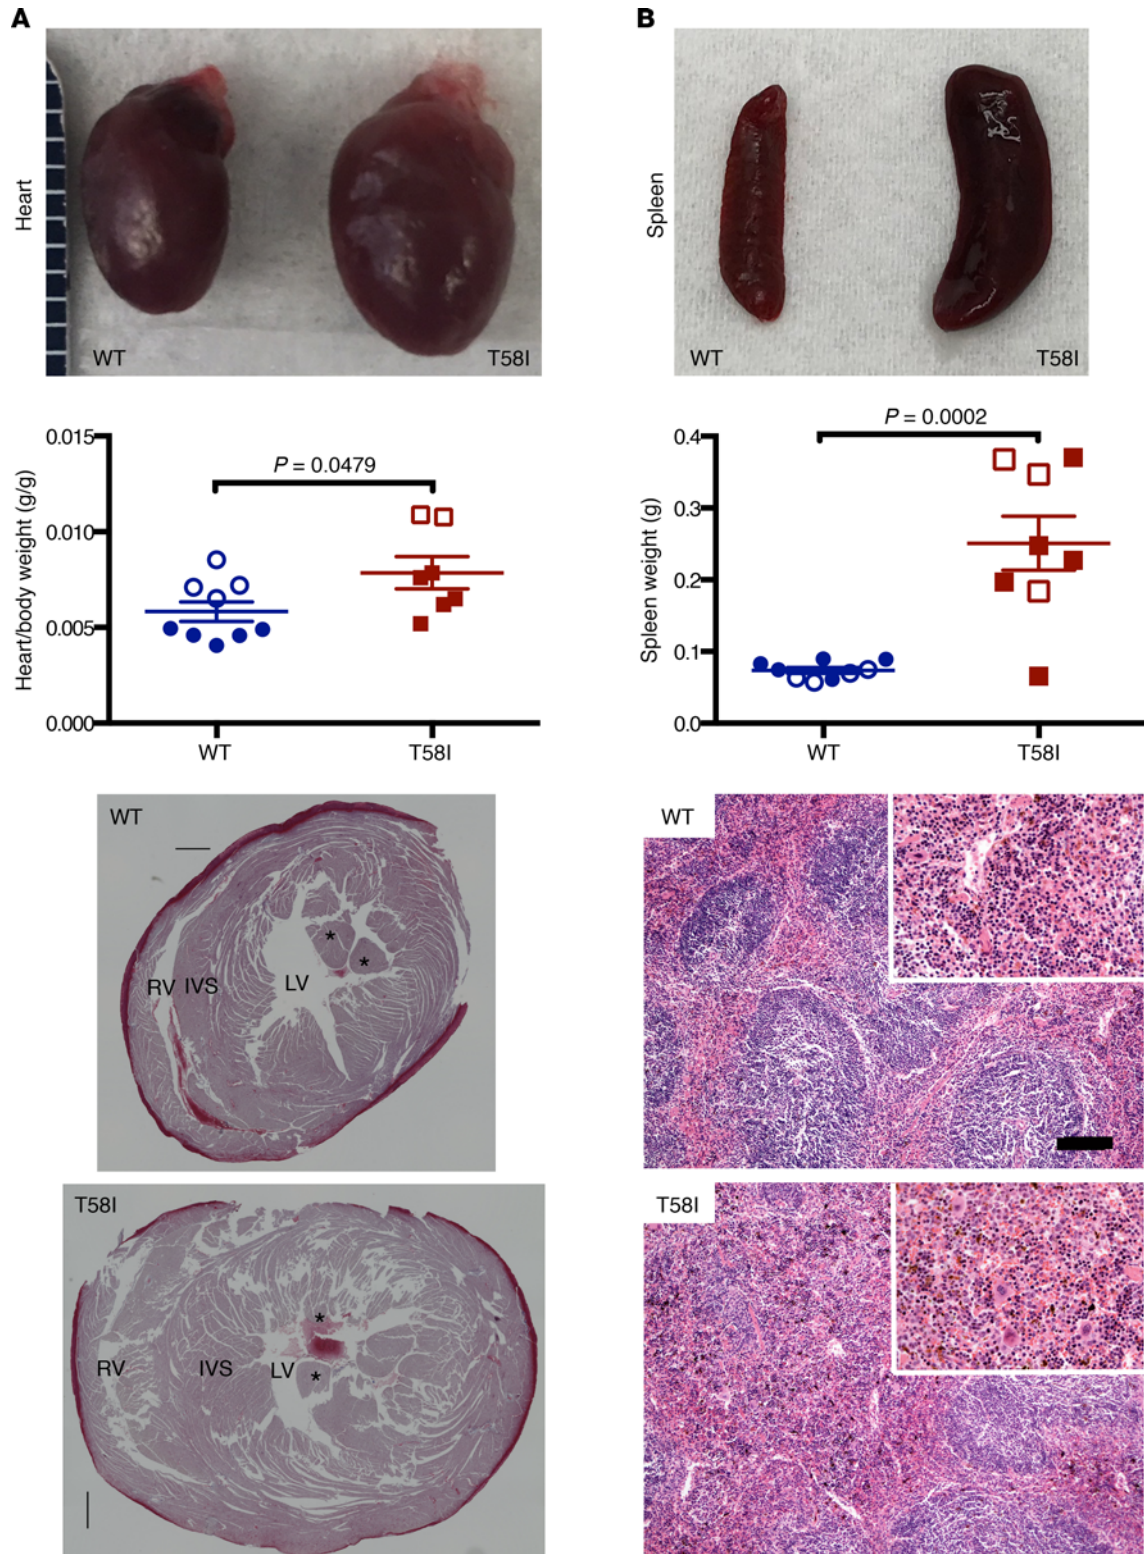 A
Heart
WT
T58I
Heart/body weight (g/g)
P = 0.0479
0.015
0.010
0.005
0.000
WT
T58I
WT
RV
IVS
LV
*
*
T58I
RV
IVS
LV
*
*
B
Spleen
WT
T58I
Spleen weight (g)
P = 0.0002
0.4
0.3
0.2
0.1
0.0
WT
T58I
WT
T58I